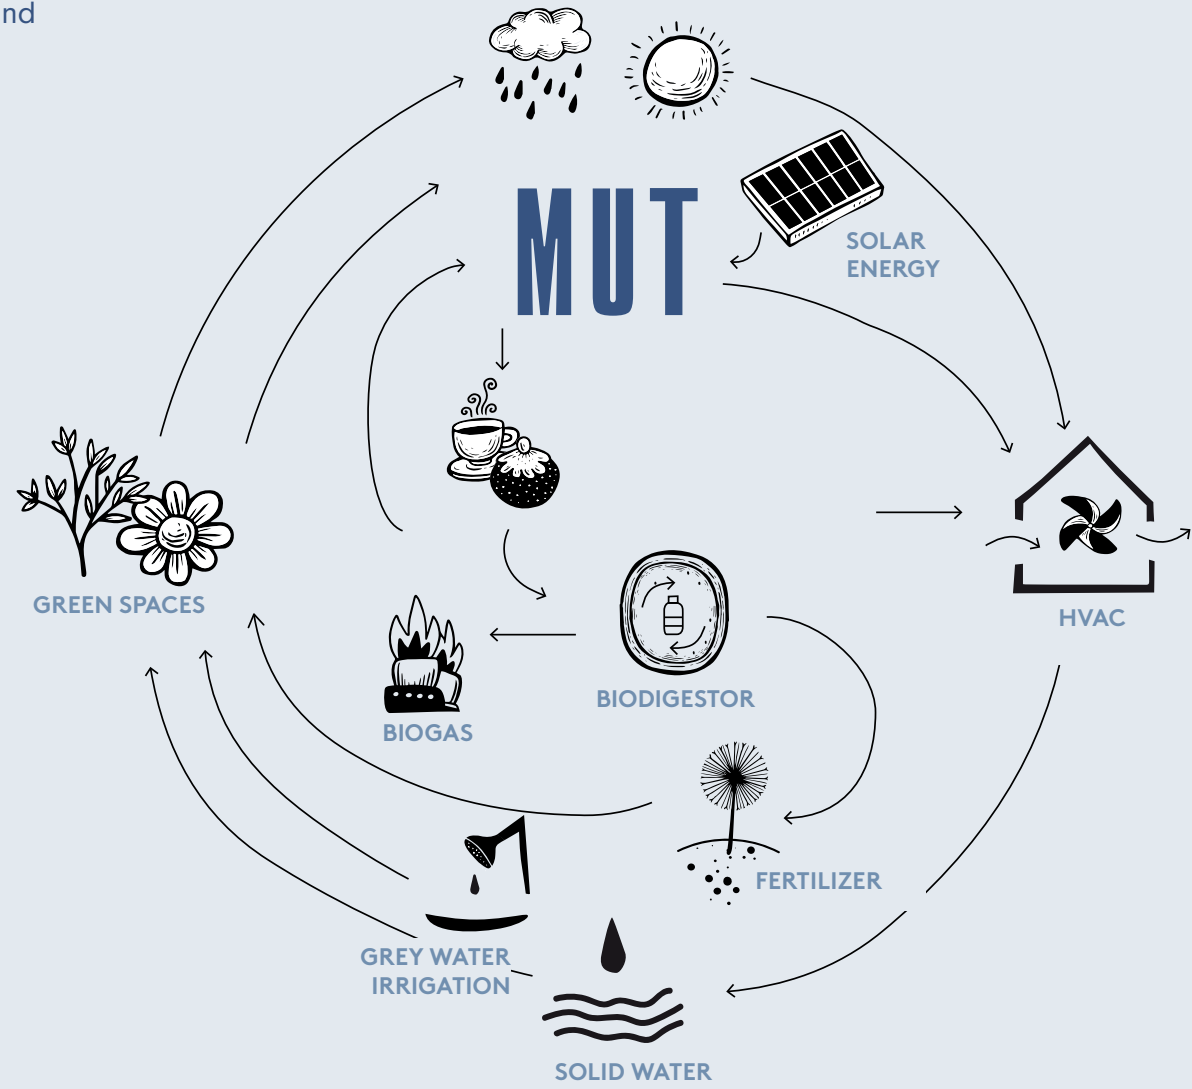 nd
MUT
SOLAR
ENERGY
GREEN SPACES
HVAC
BIODIGESTOR
BIOGAS
FERTILIZER
GREY WATER
IRRIGATION
SOLID WATER